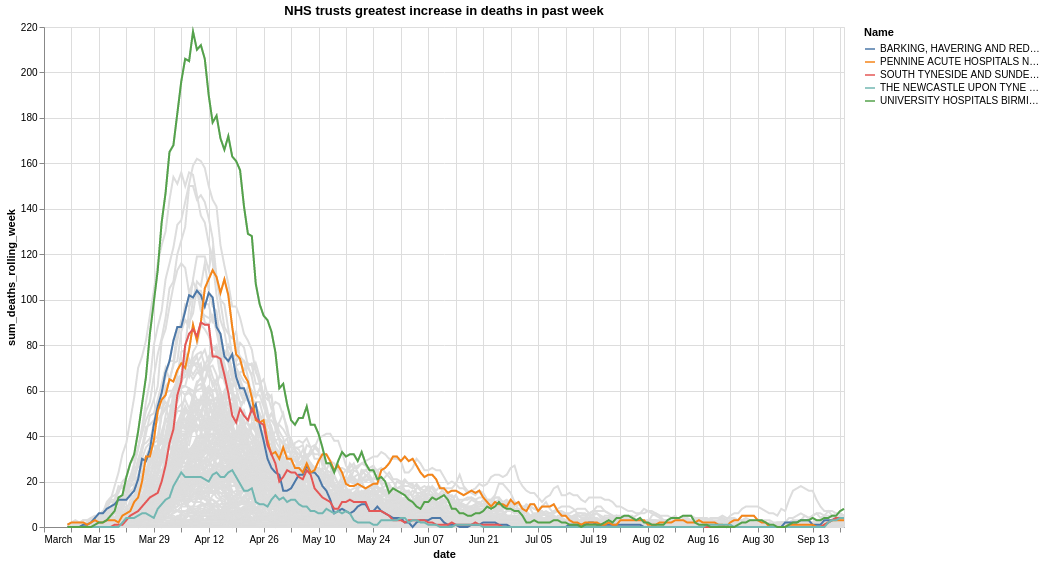 NHS trusts greatest increase in deaths in past week
220
200
180
160
140
120
100
80
60
40
20
0
sum_deaths_rolling_week
March Mar 15 Mar 29 Apr 12 Apr 26 May 10 May 24 Jun 07 Jun 21 Jul 05 Jul 19 Aug 02 Aug 16 Aug 30 Sep 13
date
Name
BARKING, HAVERING AND RED…
PENNINE ACUTE HOSPITALS N…
SOUTH TYNESIDE AND SUNDE…
THE NEWCASTLE UPON TYNE …
UNIVERSITY HOSPITALS BIRMI…